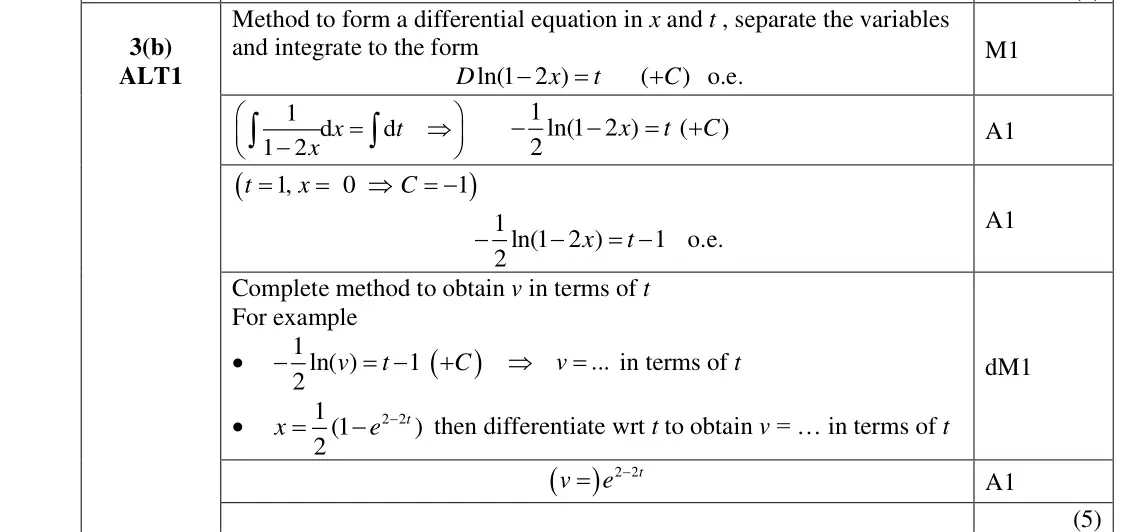 Method to form a differential equation in x and t , separate the variables
3(b) and integrate to the form M1
ALT1 D ln(1−2x) = t (+C) o.e.
(∫ 1/(1−2x) dx = ∫ dt ⇒) −1/2 ln(1−2x) = t (+C) A1
(t = 1, x = 0 ⇒ C = −1)
−1/2 ln(1−2x) = t −1 o.e. A1
Complete method to obtain v in terms of t
For example
• −1/2 ln(v) = t −1 (+C) ⇒ v = ... in terms of t dM1
• x = 1/2 (1− e^{2−2t}) then differentiate wrt t to obtain v = … in terms of t
(v =) e^{2−2t} A1
(5)